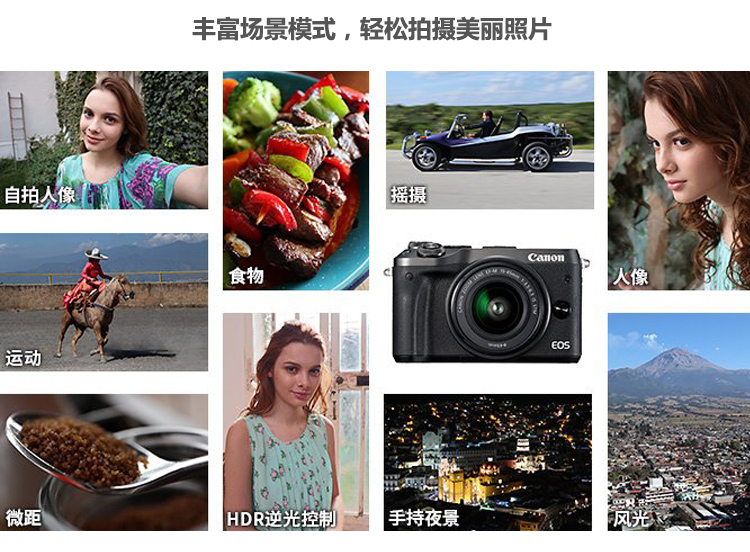 丰富场景模式，轻松拍摄美丽照片
自拍人像
食物
摇摄
人像
运动
Canon
EOS
微距
HDR逆光控制
手持夜景
风光